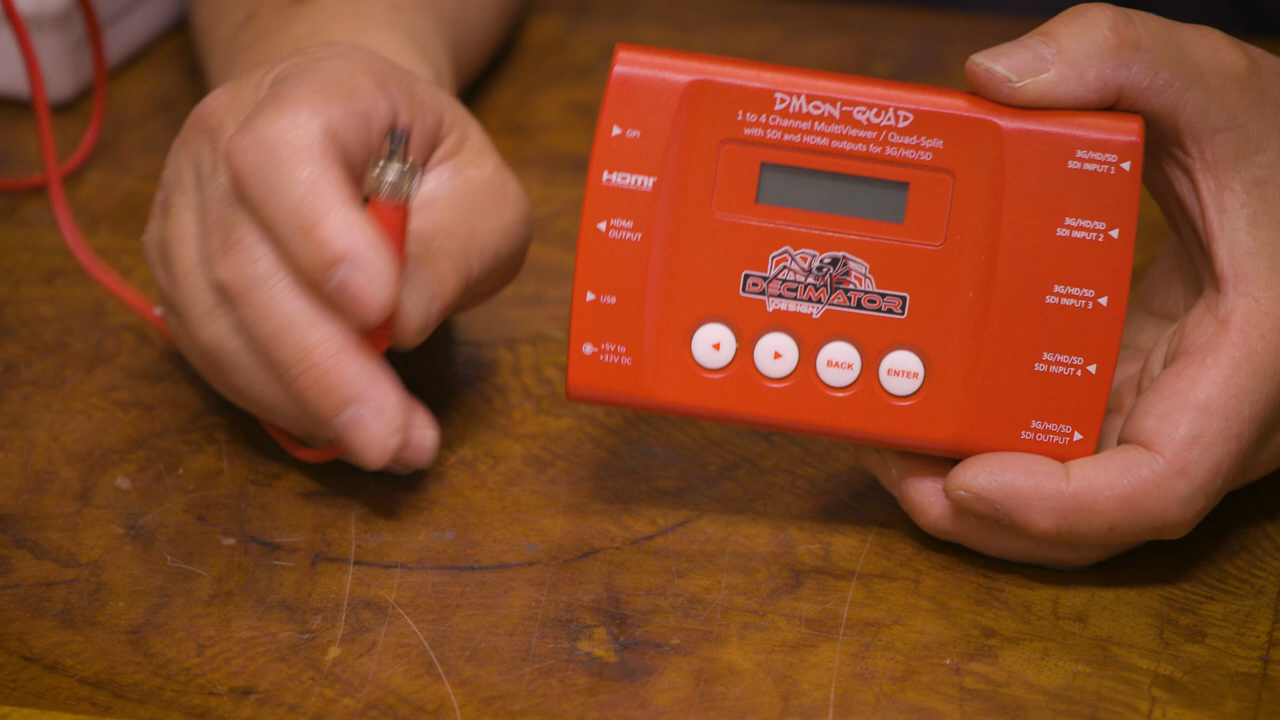 DMON-QUAD
1 to 4 Channel MultiViewer / Quad-Split
with SDI and HDMI outputs for 3G/HD/SD
GPI
HDMI
HDMI
OUTPUT
USB
+5V to
+32V DC
DECIMATOR
DESIGN
BACK
ENTER
3G/HD/SD
SDI INPUT 1
3G/HD/SD
SDI INPUT 2
3G/HD/SD
SDI INPUT 3
3G/HD/SD
SDI INPUT 4
3G/HD/SD
SDI OUTPUT